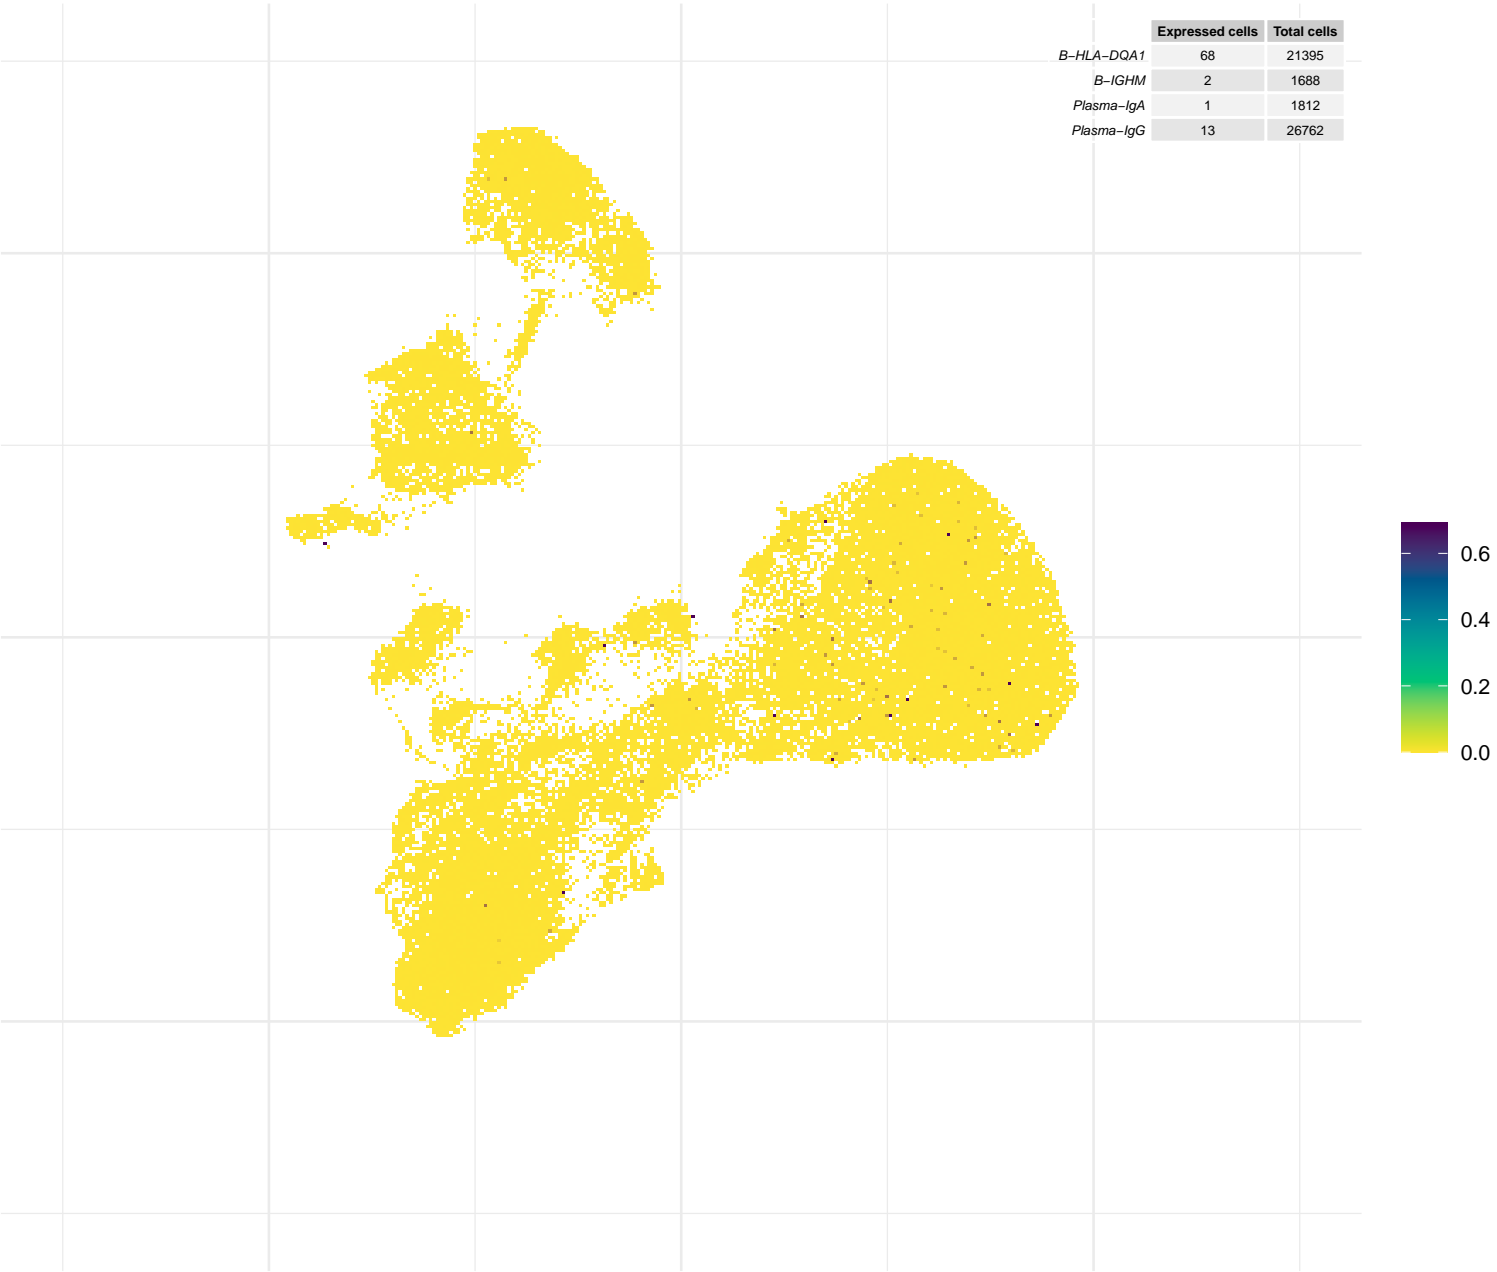 Expressed cells Total cells
B−HLA−DQA1 68 21395
B−IGHM 2 1688
Plasma−IgA 1 1812
Plasma−IgG 13 26762
0.6
0.4
0.2
0.0